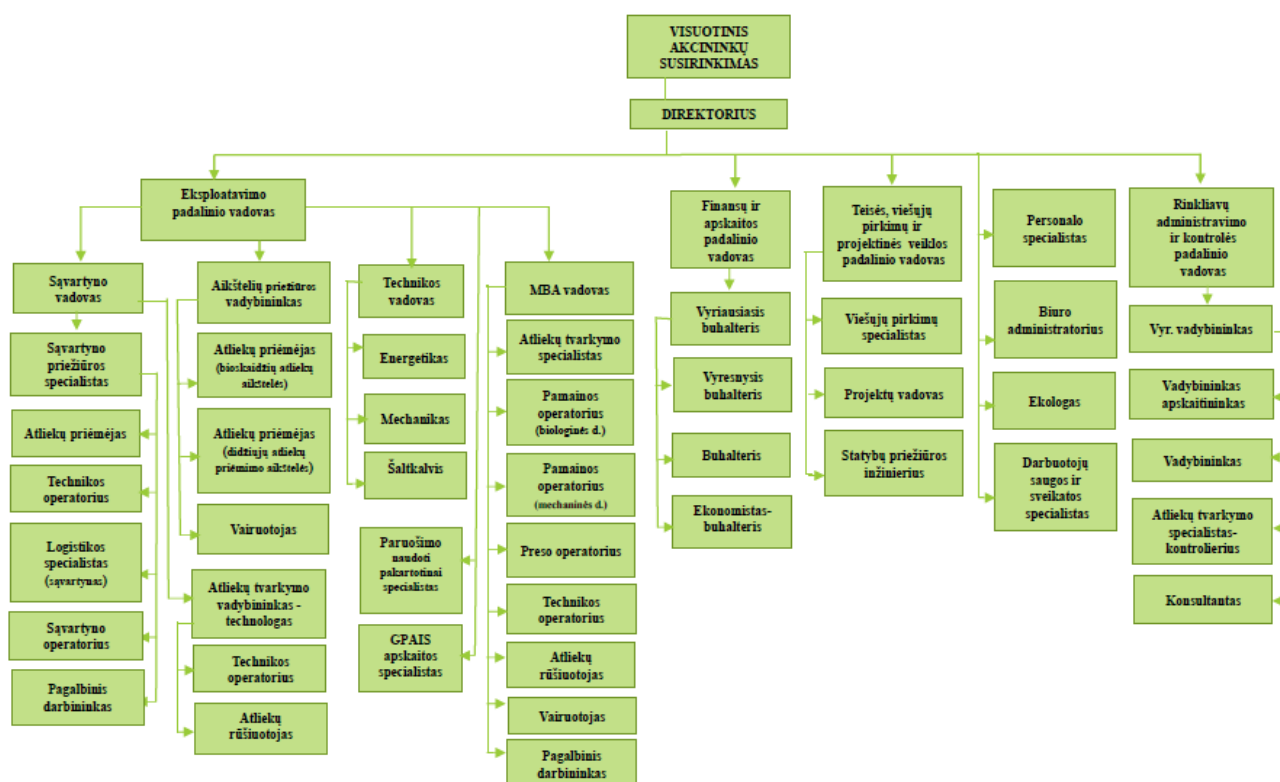 VISUOTINIS
AKCININKŲ
SUSIRINKIMAS
DIREKTORIUS
Eksploatavimo
padalinio vadovas
Finansų ir
apskaitos
padalinio
vadovas
Teisės, viešųjų
pirkimų ir
projektinės veiklos
padalinio vadovas
Personalo
specialistas
Rinkliavų
administravimo
ir kontrolės
padalinio
vadovas
Sąvartyno
vadovas
Aikštelių priežiūros
vadybininkas
Technikos
vadovas
MBA vadovas
Sąvartyno
priežiūros
specialistas
Atliekų priėmėjas
Technikos
operatorius
Logistikos
specialistas
(sąvartynas)
Sąvartyno
operatorius
Pagalbinis
darbininkas
Atliekų priėmėjas
(bioskaidžių atliekų
aikštelės)
Atliekų priėmėjas
(didžiųjų atliekų
priėmimo aikštelės)
Vairuotojas
Atliekų tvarkymo
vadybininkas -
technologas
Technikos
operatorius
Atliekų
rūšiuotojas
Energetikas
Mechanikas
Šaltkalvis
Paruošimo
naudoti
pakartotinai
specialistas
GPAIS
apskaitos
specialistas
Atliekų tvarkymo
specialistas
Pamainos
operatorius
(biologinės d.)
Pamainos
operatorius
(mechaninės d.)
Preso operatorius
Technikos
operatorius
Atliekų
rūšiuotojas
Vairuotojas
Pagalbinis
darbininkas
Vyriausiasis
buhalteris
Vyresnysis
buhalteris
Buhalteris
Ekonomistas-
buhalteris
Viešųjų pirkimų
specialistas
Projektų vadovas
Statybų priežiūros
inžinierius
Biuro
administratorius
Ekologas
Darbuotojų
saugos ir
sveikatos
specialistas
Vyr. vadybininkas
Vadybininkas
apskaitininkas
Vadybininkas
Atliekų tvarkymo
specialistas-
kontrolierius
Konsultantas